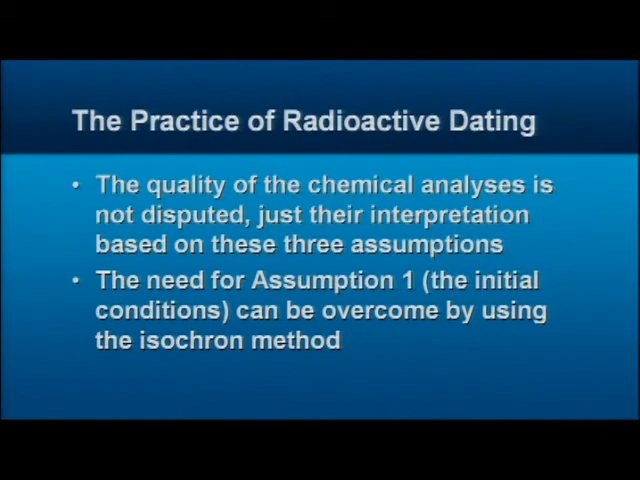 The Practice of Radioactive Dating
• The quality of the chemical analyses is
not disputed, just their interpretation
based on these three assumptions
• The need for Assumption 1 (the initial
conditions) can be overcome by using
the isochron method